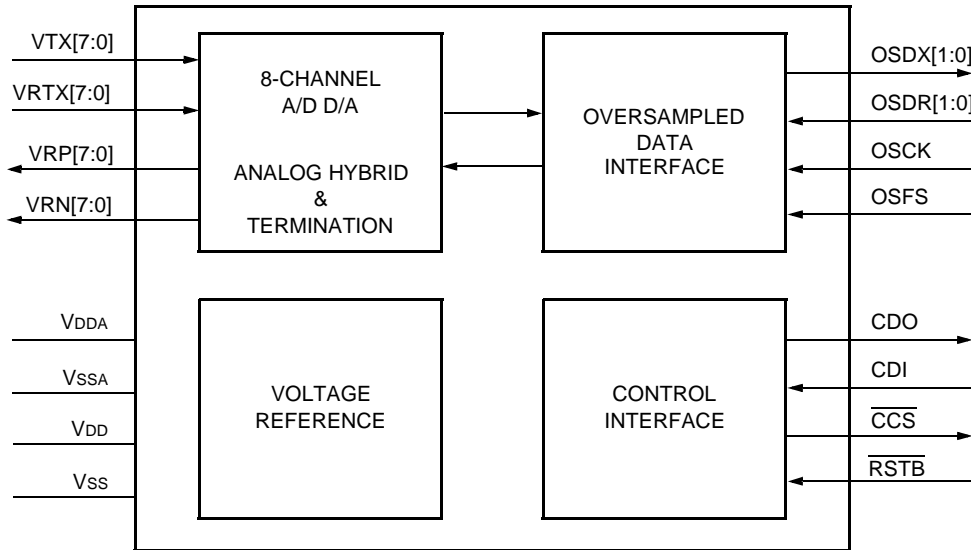 VTX[7:0]
VRTX[7:0]
VRP[7:0]
VRN[7:0]
8-CHANNEL
A/D D/A
ANALOG HYBRID
&
TERMINATION
OVERSAMPLED
DATA
INTERFACE
OSDX[1:0]
OSDR[1:0]
OSCK
OSFS
VDDA
VSSA
VDD
VSS
VOLTAGE
REFERENCE
CONTROL
INTERFACE
CDO
CDI
C̅C̅S̅
R̅S̅T̅B̅